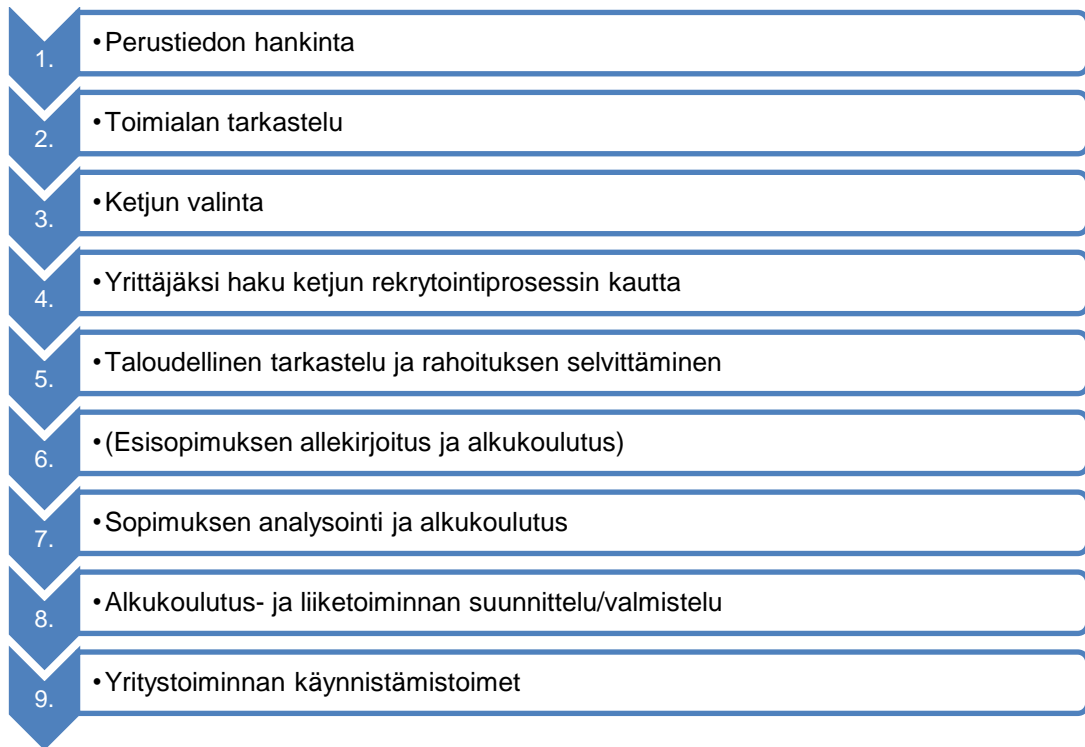 1. •Perustiedon hankinta
2. •Toimialan tarkastelu
3. •Ketjun valinta
4. •Yrittäjäksi haku ketjun rekrytointiprosessin kautta
5. •Taloudellinen tarkastelu ja rahoituksen selvittäminen
6. •(Esisopimuksen allekirjoitus ja alkukoulutus)
7. •Sopimuksen analysointi ja alkukoulutus
8. •Alkukoulutus- ja liiketoiminnan suunnittelu/valmistelu
9. •Yritystoiminnan käynnistämistoimet